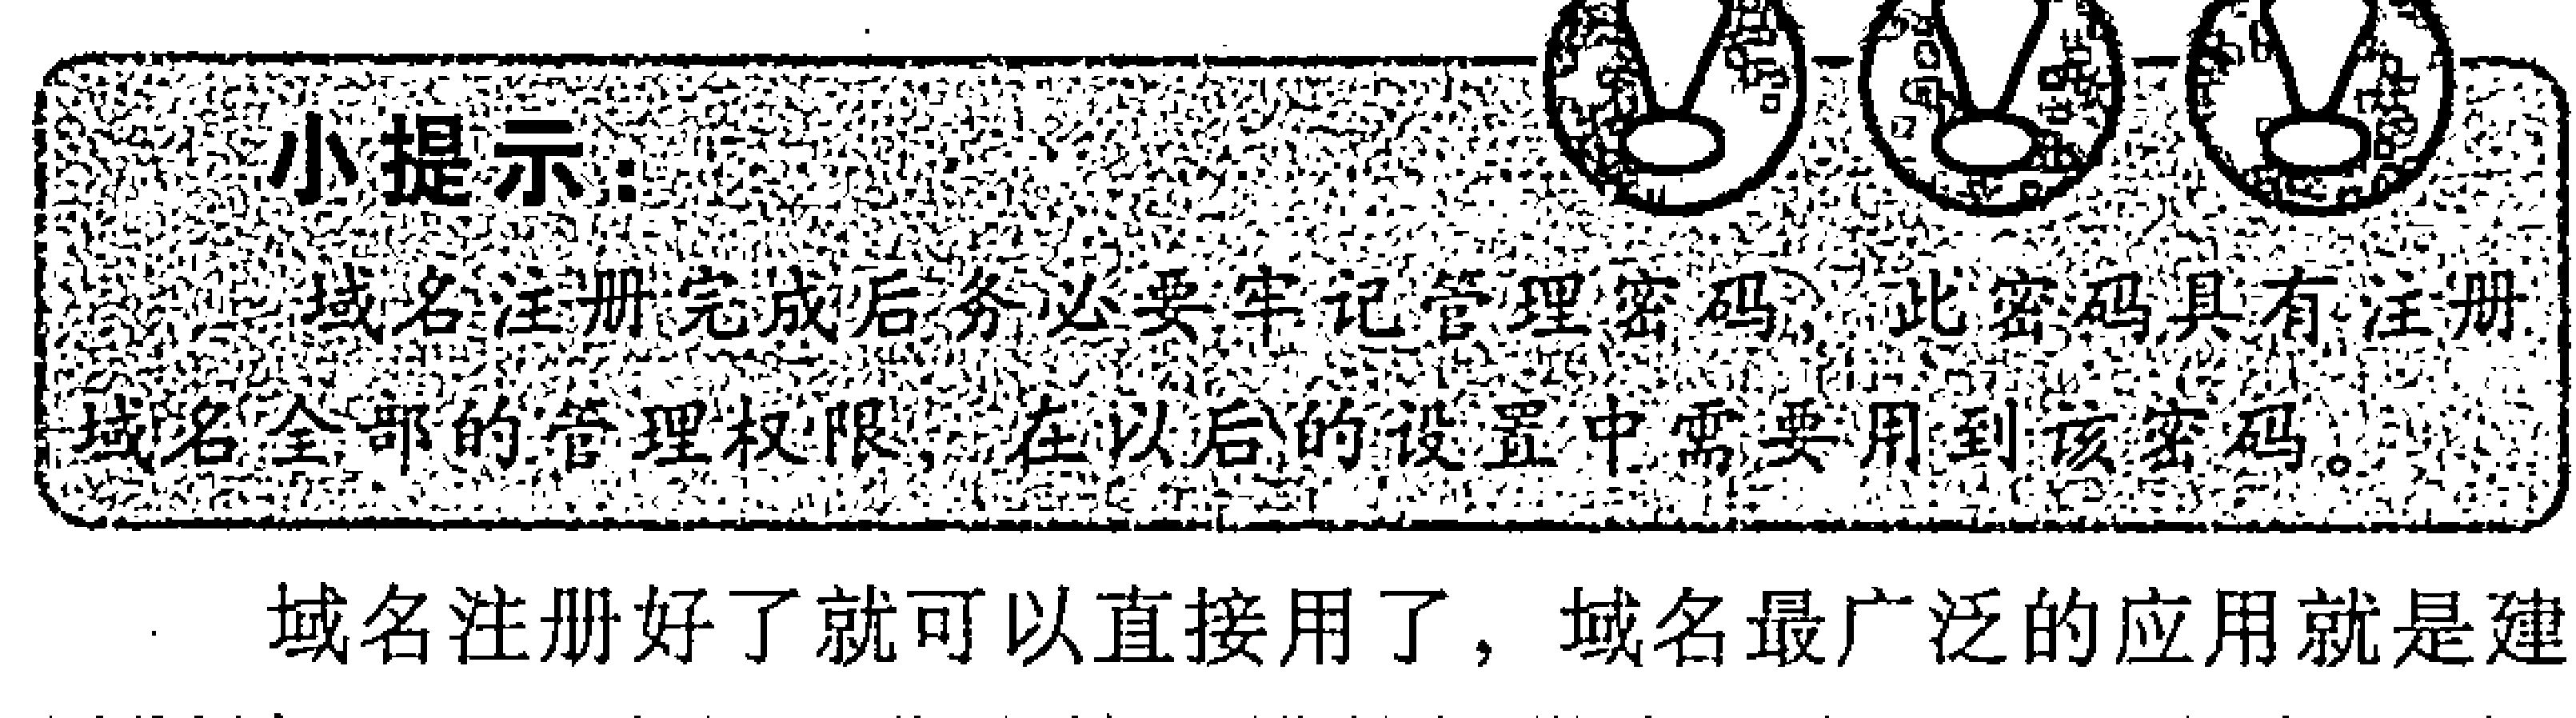 小提示：
域名注册完成后务必要牢记管理密码，此密码具有注册
域名全部的管理权限，在以后的设置中需要用到该密码。
域名注册好了就可以直接用了，域名最广泛的应用就是建